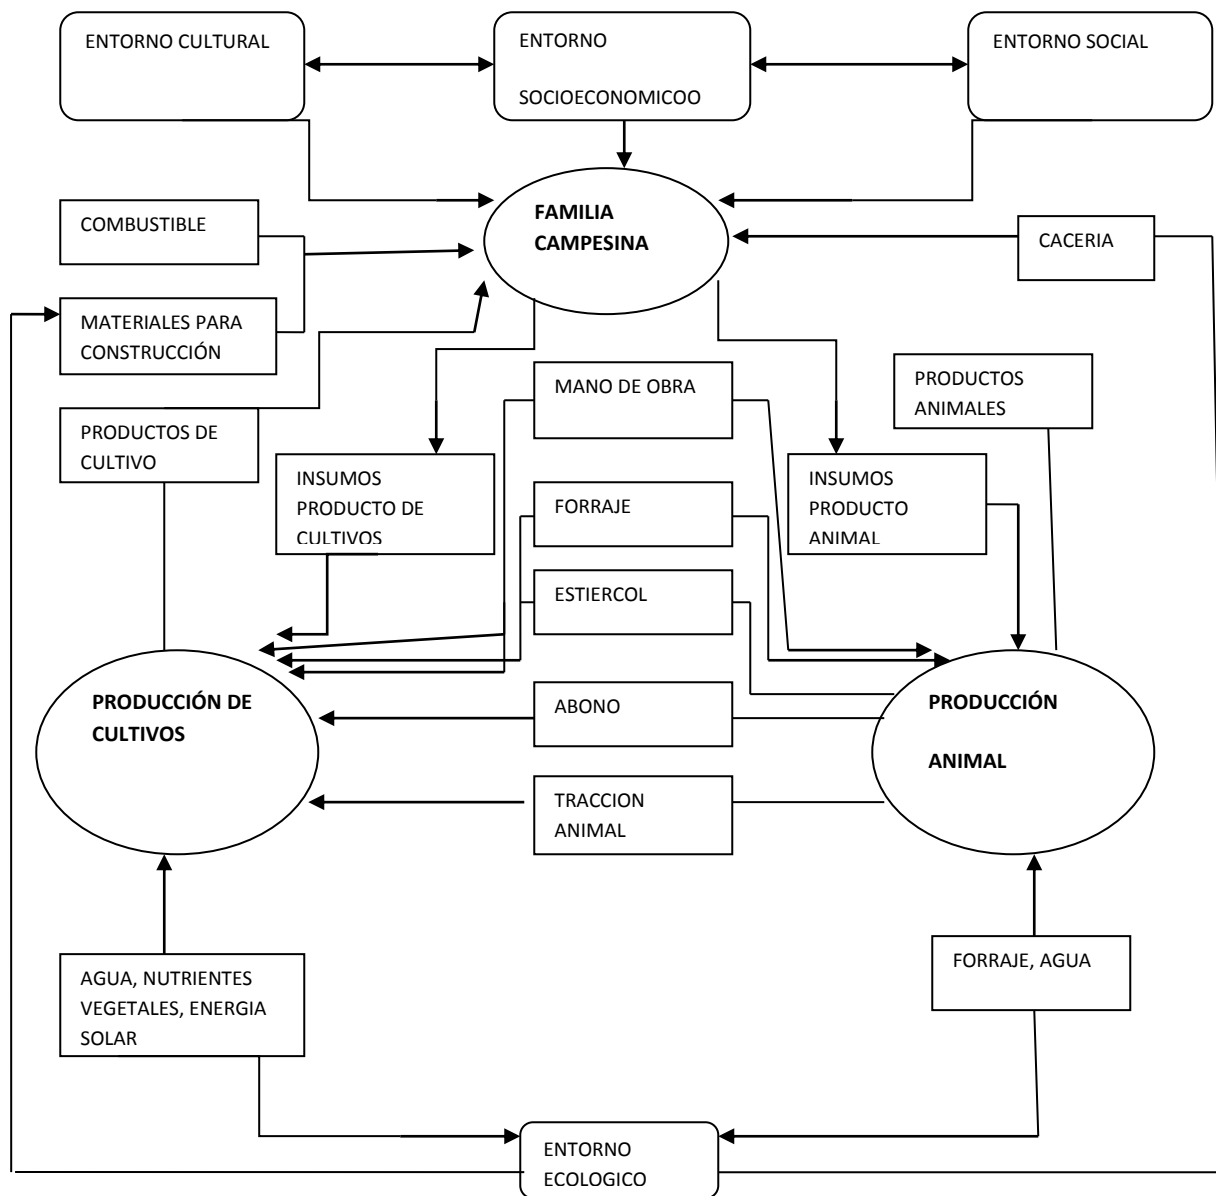 ENTORNO CULTURAL
ENTORNO
SOCIOECONOMICOO
ENTORNO SOCIAL
FAMILIA
CAMPESINA
COMBUSTIBLE
CACERIA
MATERIALES PARA
CONSTRUCCIÓN
MANO DE OBRA
PRODUCTOS
ANIMALES
PRODUCTOS DE
CULTIVO
INSUMOS
PRODUCTO DE
CULTIVOS
FORRAJE
INSUMOS
PRODUCTO
ANIMAL
ESTIERCOL
PRODUCCIÓN DE
CULTIVOS
ABONO
PRODUCCIÓN
ANIMAL
TRACCION
ANIMAL
AGUA, NUTRIENTES
VEGETALES, ENERGIA
SOLAR
FORRAJE, AGUA
ENTORNO
ECOLOGICO